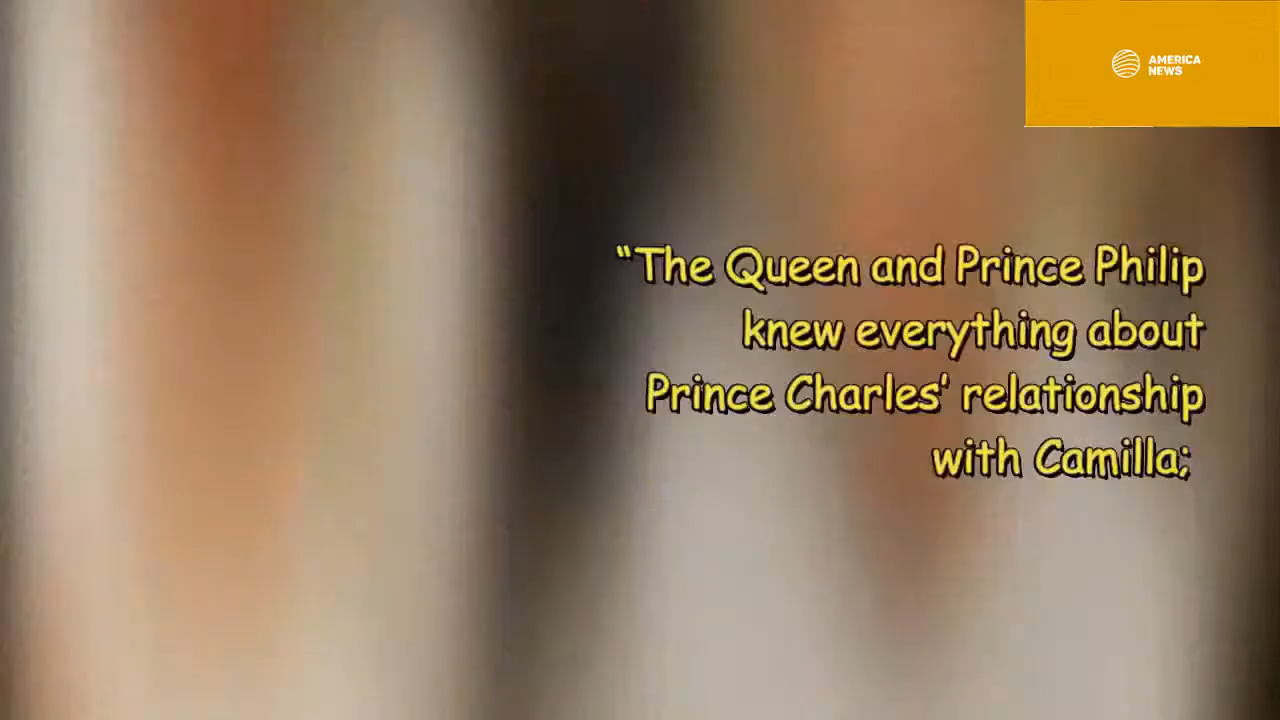 AMERICA
NEWS
“The Queen and Prince Philip
knew everything about
Prince Charles’ relationship
with Camilla;